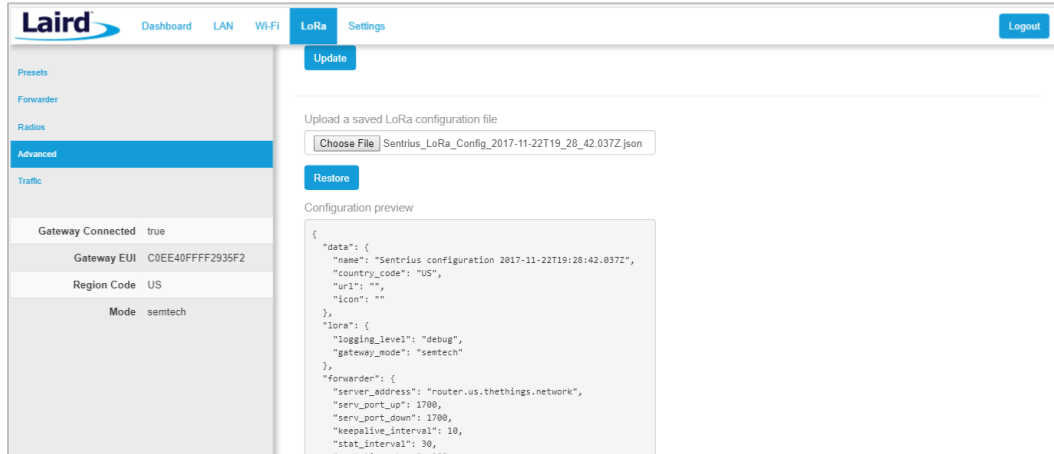 Laird
Dashboard LAN Wi-Fi LoRa Settings Logout
Presets
Forwarder
Radios
Advanced
Traffic
Gateway Connected true
Gateway EUI C0EE40FFFF2935F2
Region Code US
Mode semtech
Update
Upload a saved LoRa configuration file
Choose File Sentrius_LoRa_Config_2017-11-22T19_28_42.037Z.json
Restore
Configuration preview
{
"data": {
"name": "Sentrius configuration 2017-11-22T19:28:42.037Z",
"country_code": "US",
"url": "",
"icon": ""
},
"lora": {
"logging_level": "debug",
"gateway_mode": "semtech"
},
"forwarder": {
"server_address": "router.us.thethings.network",
"serv_port_up": 1700,
"serv_port_down": 1700,
"keepalive_interval": 10,
"stat_interval": 30,